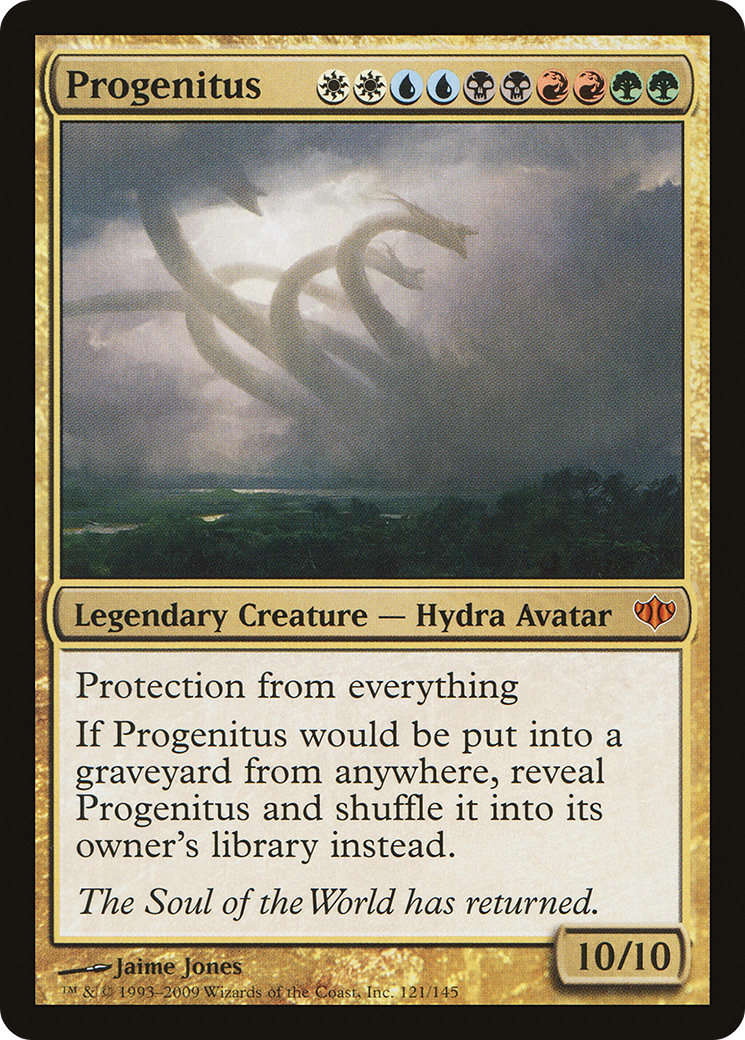 Progenitus
Legendary Creature — Hydra Avatar
Protection from everything
If Progenitus would be put into a
graveyard from anywhere, reveal
Progenitus and shuffle it into its
owner's library instead.
The Soul of the World has returned.
10/10
Jaime Jones
™ & © 1993–2009 Wizards of the Coast, Inc. 121/145